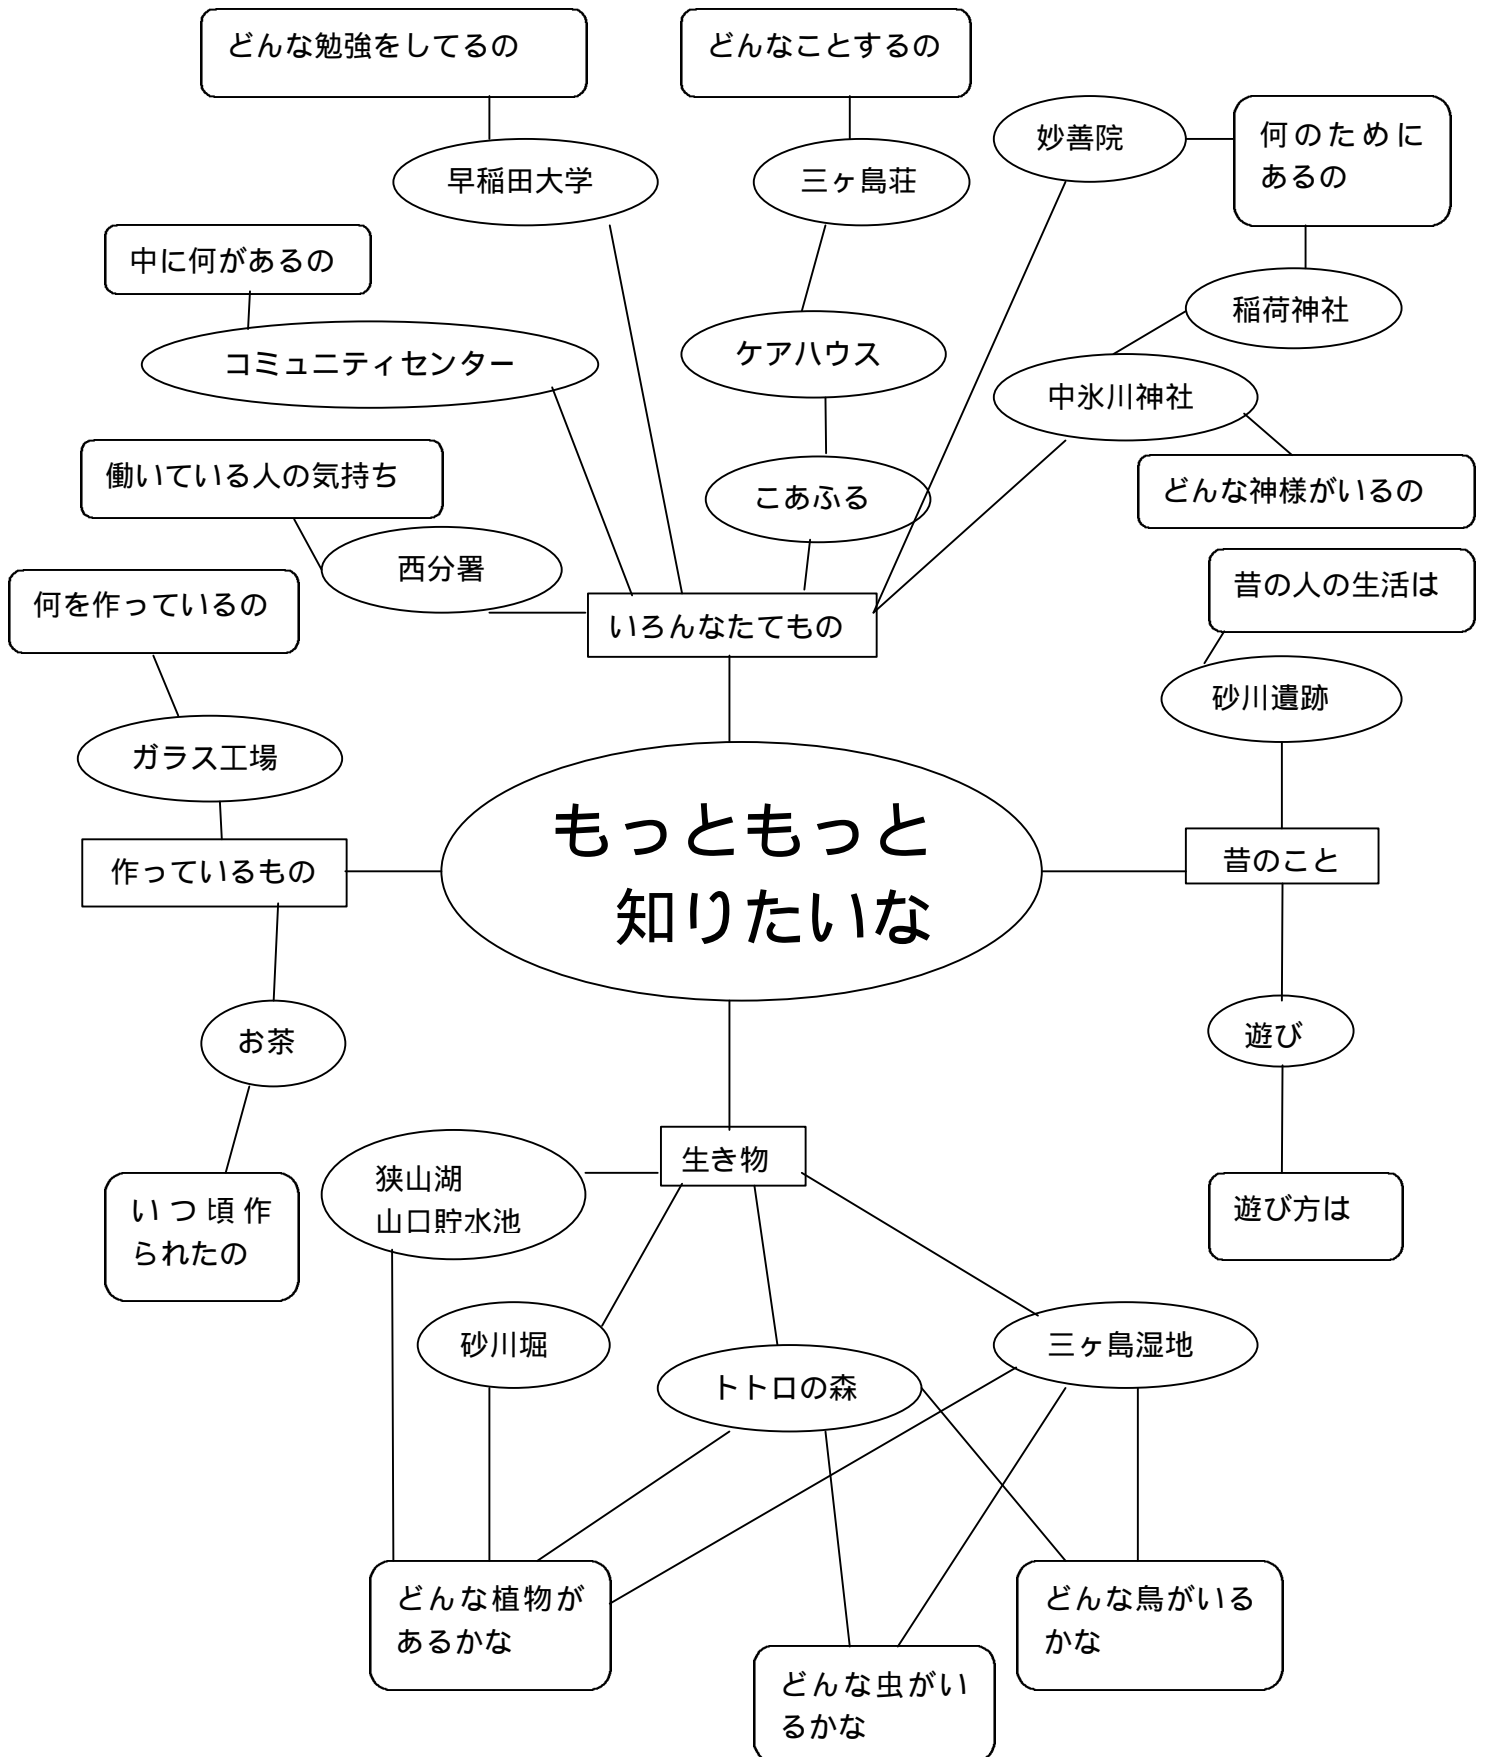 どんな勉強をしてるの
どんなことするの
妙善院
何のために
あるの
早稲田大学
三ヶ島荘
中に何があるの
稲荷神社
コミュニティセンター
ケアハウス
中氷川神社
働いている人の気持ち
こあふる
どんな神様がいるの
西分署
昔の人の生活は
何を作っているの
いろんなたてもの
砂川遺跡
ガラス工場
もっともっと
知りたいな
作っているもの
昔のこと
お茶
遊び
生き物
狭山湖
山口貯水池
いつ頃作
られたの
遊び方は
砂川堀
トトロの森
三ヶ島湿地
どんな植物が
あるかな
どんな鳥がいる
かな
どんな虫がい
るかな